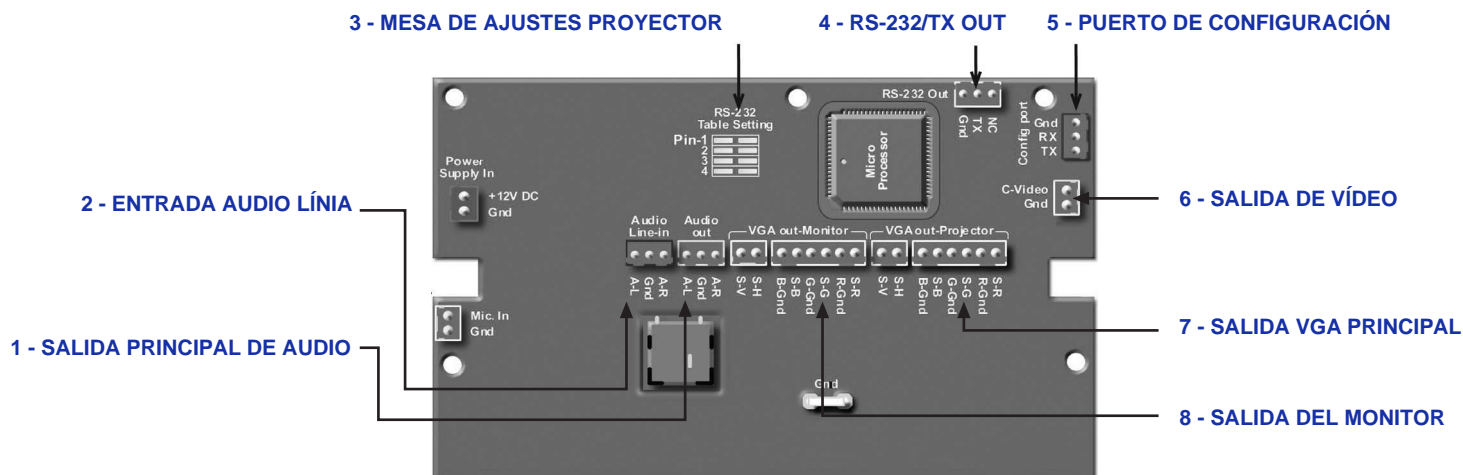 3 - MESA DE AJUSTES PROYECTOR
4 - RS-232/TX OUT
5 - PUERTO DE CONFIGURACIÓN
RS-232
Table Setting
Pin-1
2
3
4
RS-232 Out
Gnd
TX
NC
Config port
Gnd
RX
TX
Micro
Processor
Power
Supply In
+12V DC
Gnd
C-Video
Gnd
2 - ENTRADA AUDIO LÍNIA
6 - SALIDA DE VÍDEO
Audio
Line-in
Audio
out
VGA out-Monitor
VGA out-Projector
A-L
Gnd
A-R
A-L
Gnd
A-R
S-V
S-H
B-Gnd
S-B
G-Gnd
S-G
R-Gnd
S-R
S-V
S-H
B-Gnd
S-B
G-Gnd
S-G
R-Gnd
S-R
Mic. In
Gnd
7 - SALIDA VGA PRINCIPAL
1 - SALIDA PRINCIPAL DE AUDIO
Gnd
8 - SALIDA DEL MONITOR